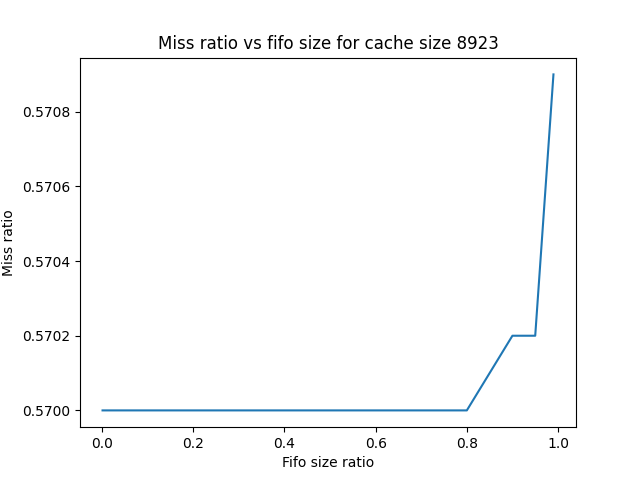 Miss ratio vs fifo size for cache size 8923
0.5708
0.5706
0.5704
0.5702
0.5700
Miss ratio
0.0 0.2 0.4 0.6 0.8 1.0
Fifo size ratio